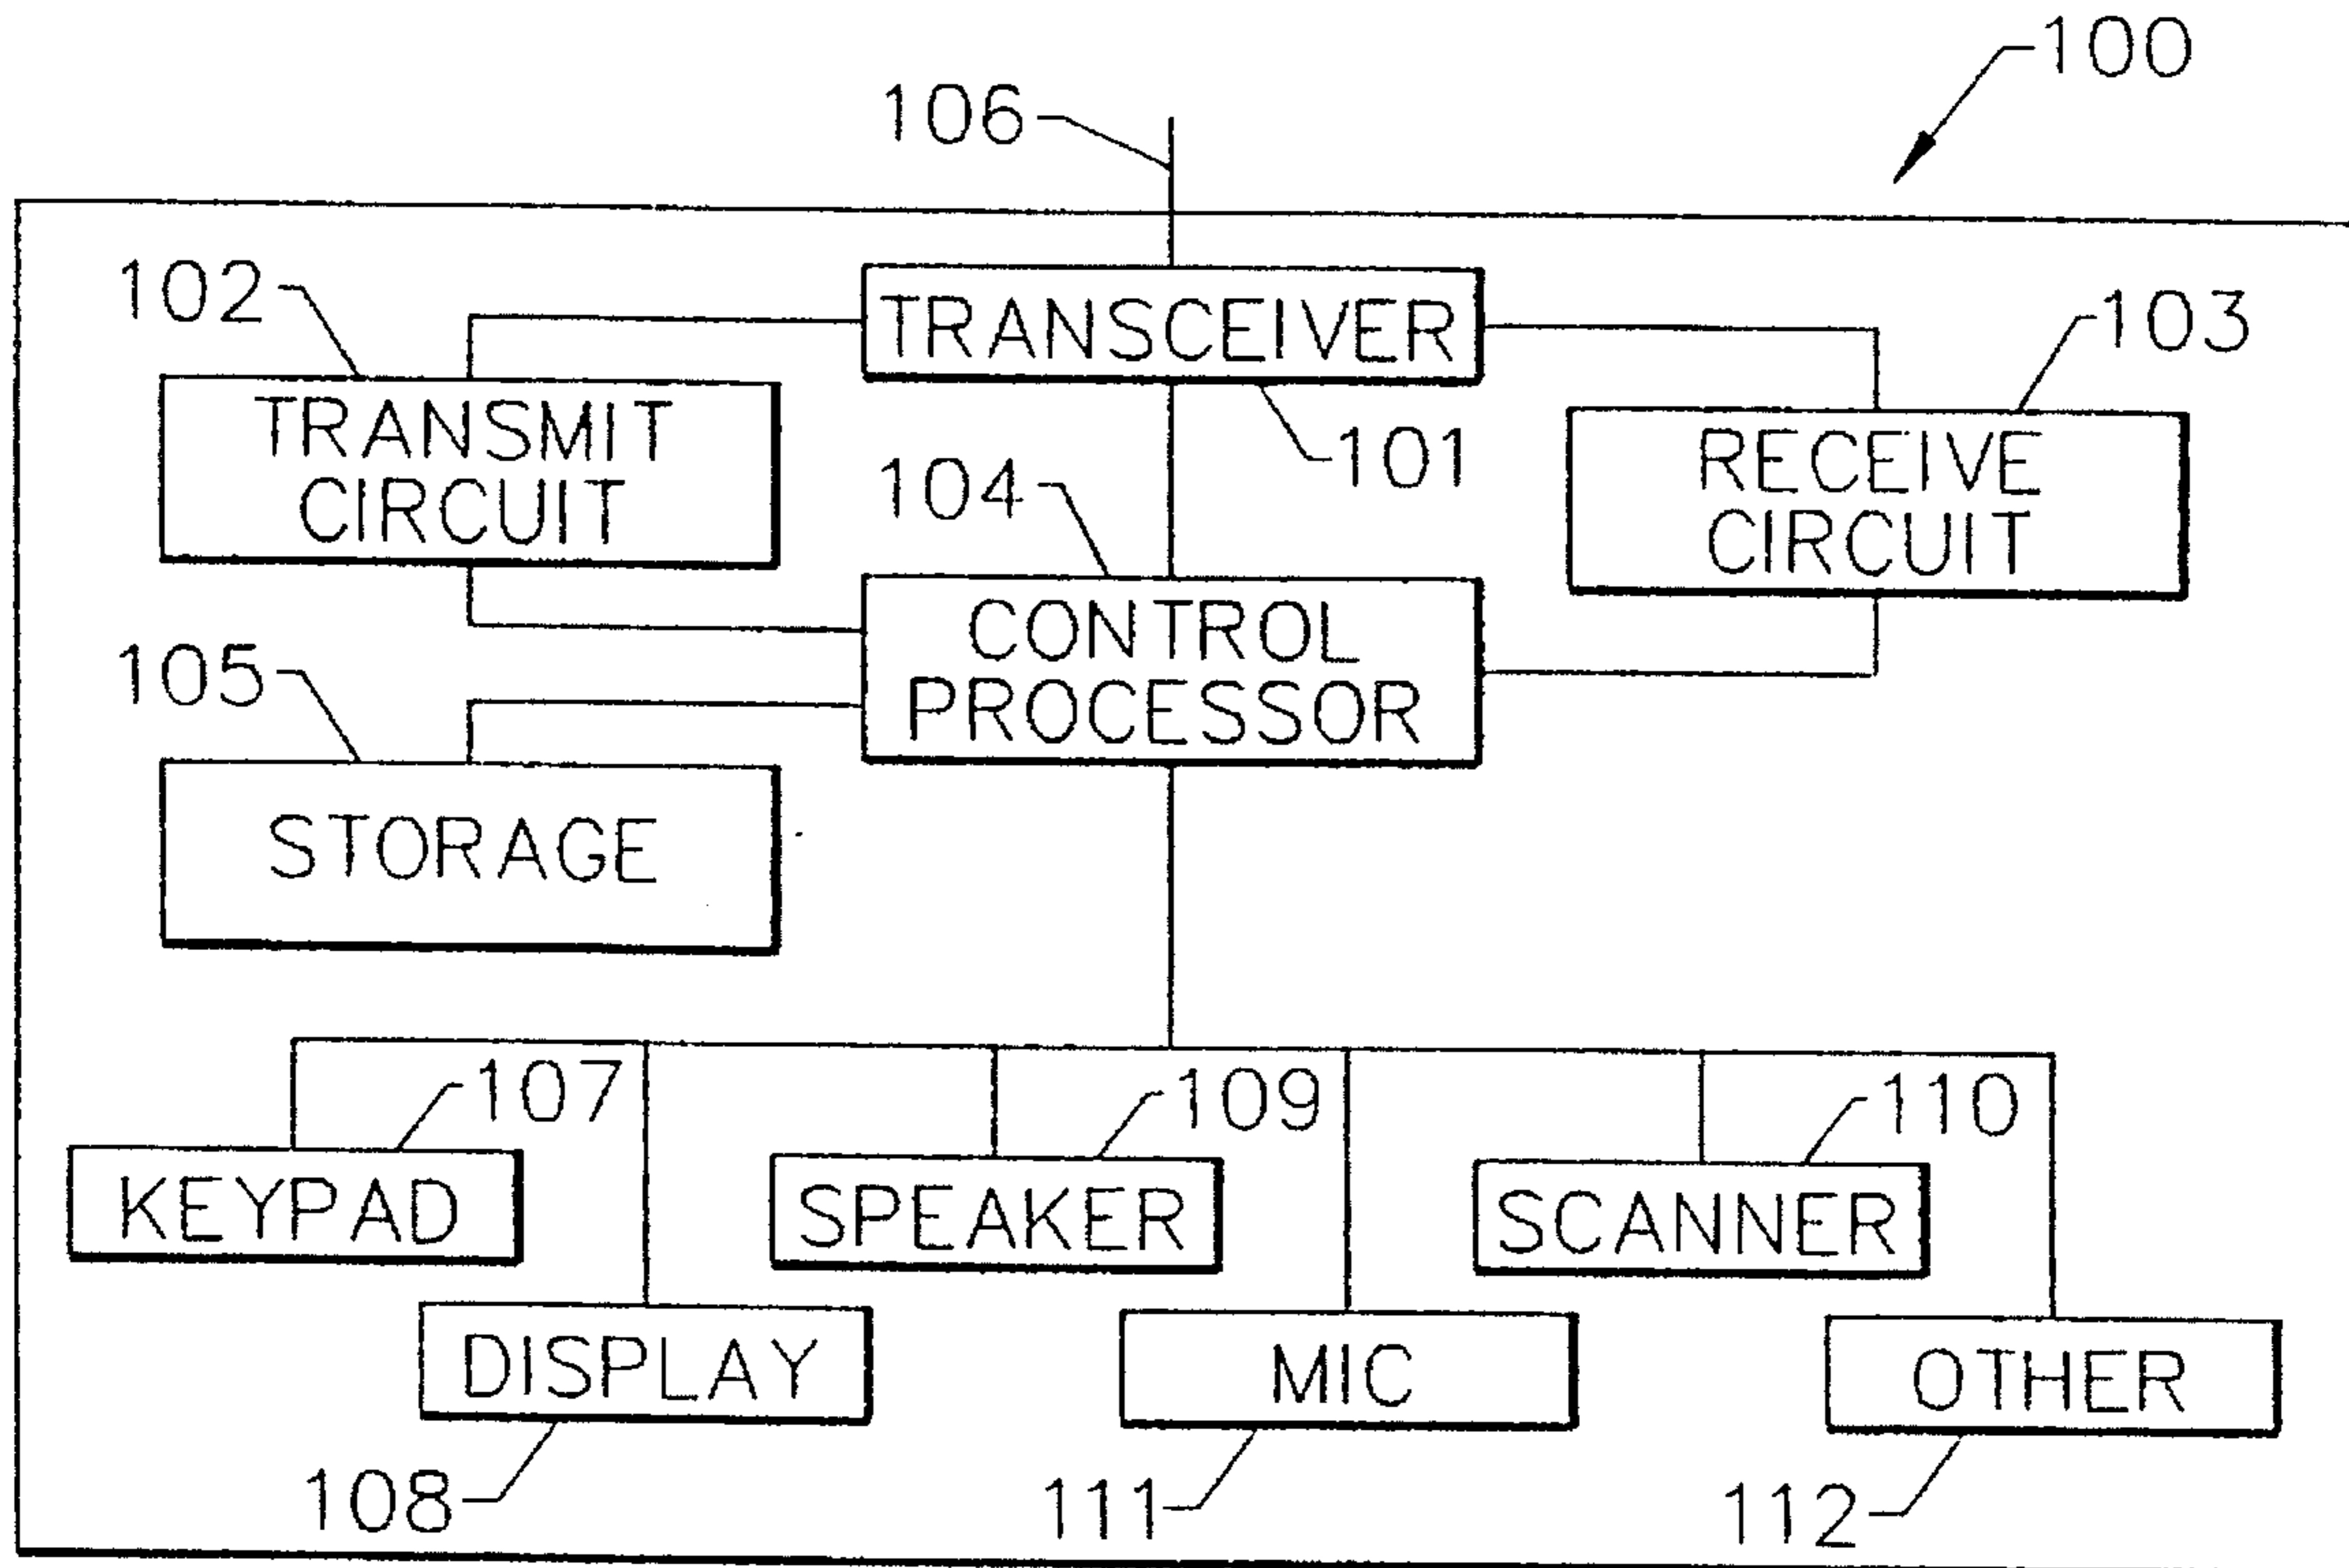 100
106
102
TRANSCEIVER
103
TRANSMIT
CIRCUIT
101
RECEIVE
CIRCUIT
104
CONTROL
PROCESSOR
105
STORAGE
107
109
110
KEYPAD
SPEAKER
SCANNER
DISPLAY
MIC
OTHER
108
111
112